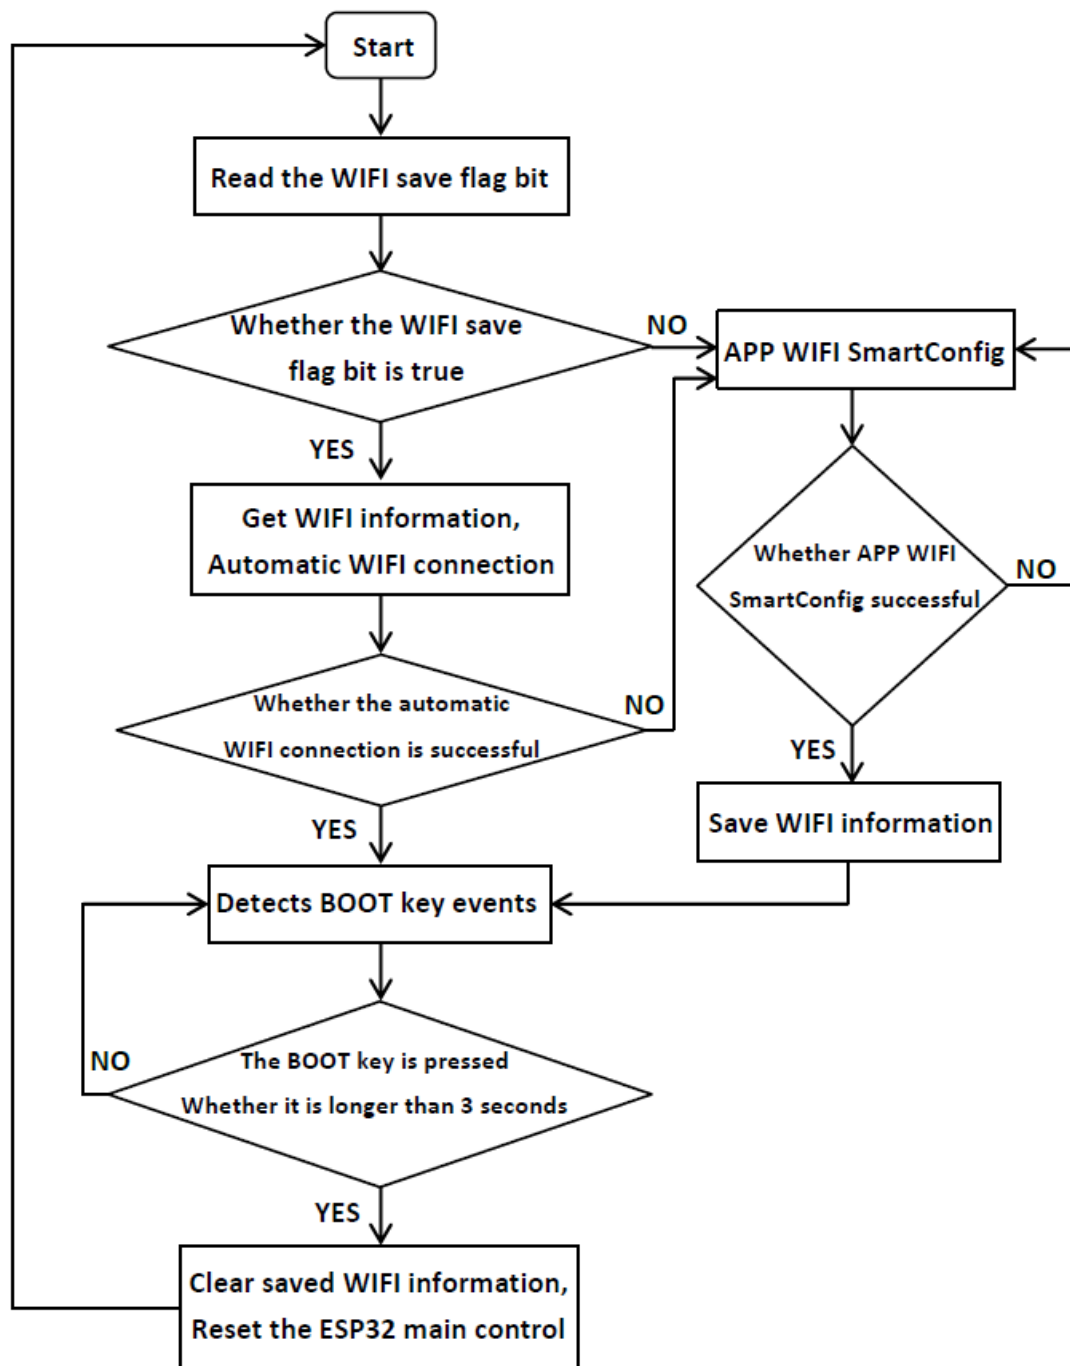 Start
Read the WIFI save flag bit
Whether the WIFI save
flag bit is true
NO
YES
APP WIFI SmartConfig
Get WIFI information,
Automatic WIFI connection
Whether APP WIFI
SmartConfig successful
NO
Whether the automatic
WIFI connection is successful
NO
YES
YES
Save WIFI information
Detects BOOT key events
The BOOT key is pressed
Whether it is longer than 3 seconds
NO
YES
Clear saved WIFI information,
Reset the ESP32 main control